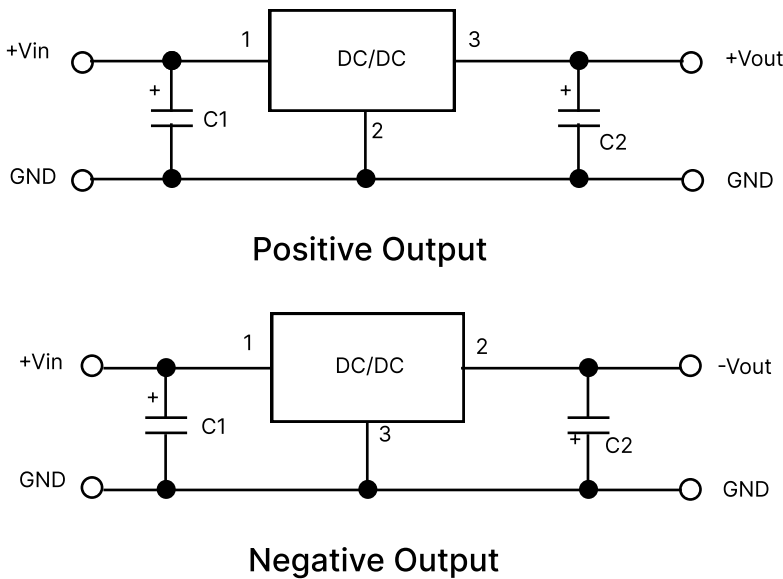 +Vin
1
DC/DC
3
+Vout
+
C1
2
+
C2
GND
GND
Positive Output
+Vin
1
DC/DC
2
-Vout
+
C1
3
+
C2
GND
GND
Negative Output